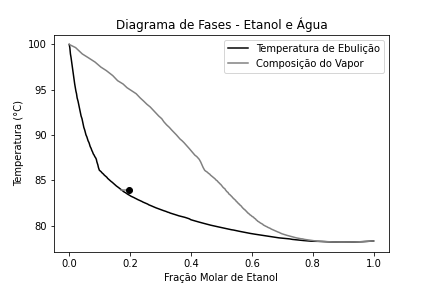 Diagrama de Fases - Etanol e Água
Temperatura de Ebulição
Composição do Vapor
Temperatura (°C)
100
95
90
85
80
0.0 0.2 0.4 0.6 0.8 1.0
Fração Molar de Etanol